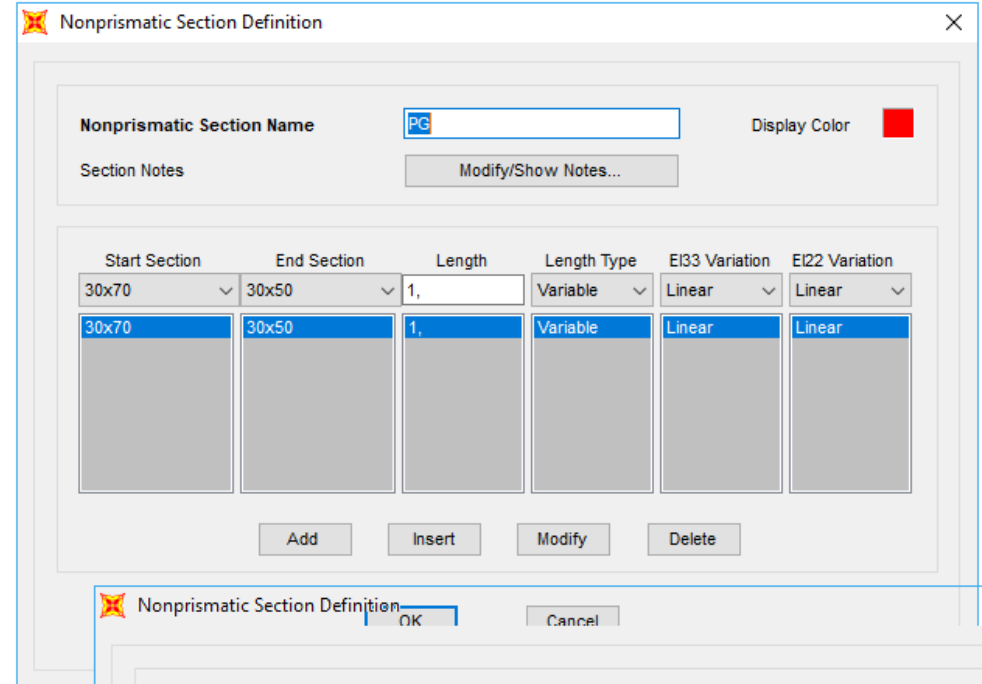 Nonprismatic Section Definition
Nonprismatic Section Name PG Display Color
Section Notes Modify/Show Notes...
Start Section End Section Length Length Type EI33 Variation EI22 Variation
30x70 30x50 1, Variable Linear Linear
30x70 30x50 1, Variable Linear Linear
Add Insert Modify Delete
Nonprismatic Section Definition
OK Cancel